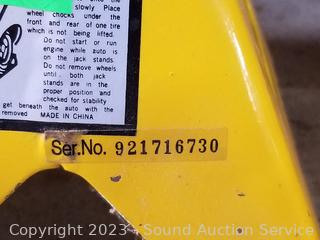 slowly Place
wheel chocks under the
front and rear of one tire
which is not being lifted.
Do not start or run
engine while auto is
on the jack stands.
Do not remove wheels
until both jack
stands are in the
proper position and
checked for stability
get beneath the auto with the
removed MADE IN CHINA
Ser.No. 921716730
Copyright 2023 - Sound Auction Service